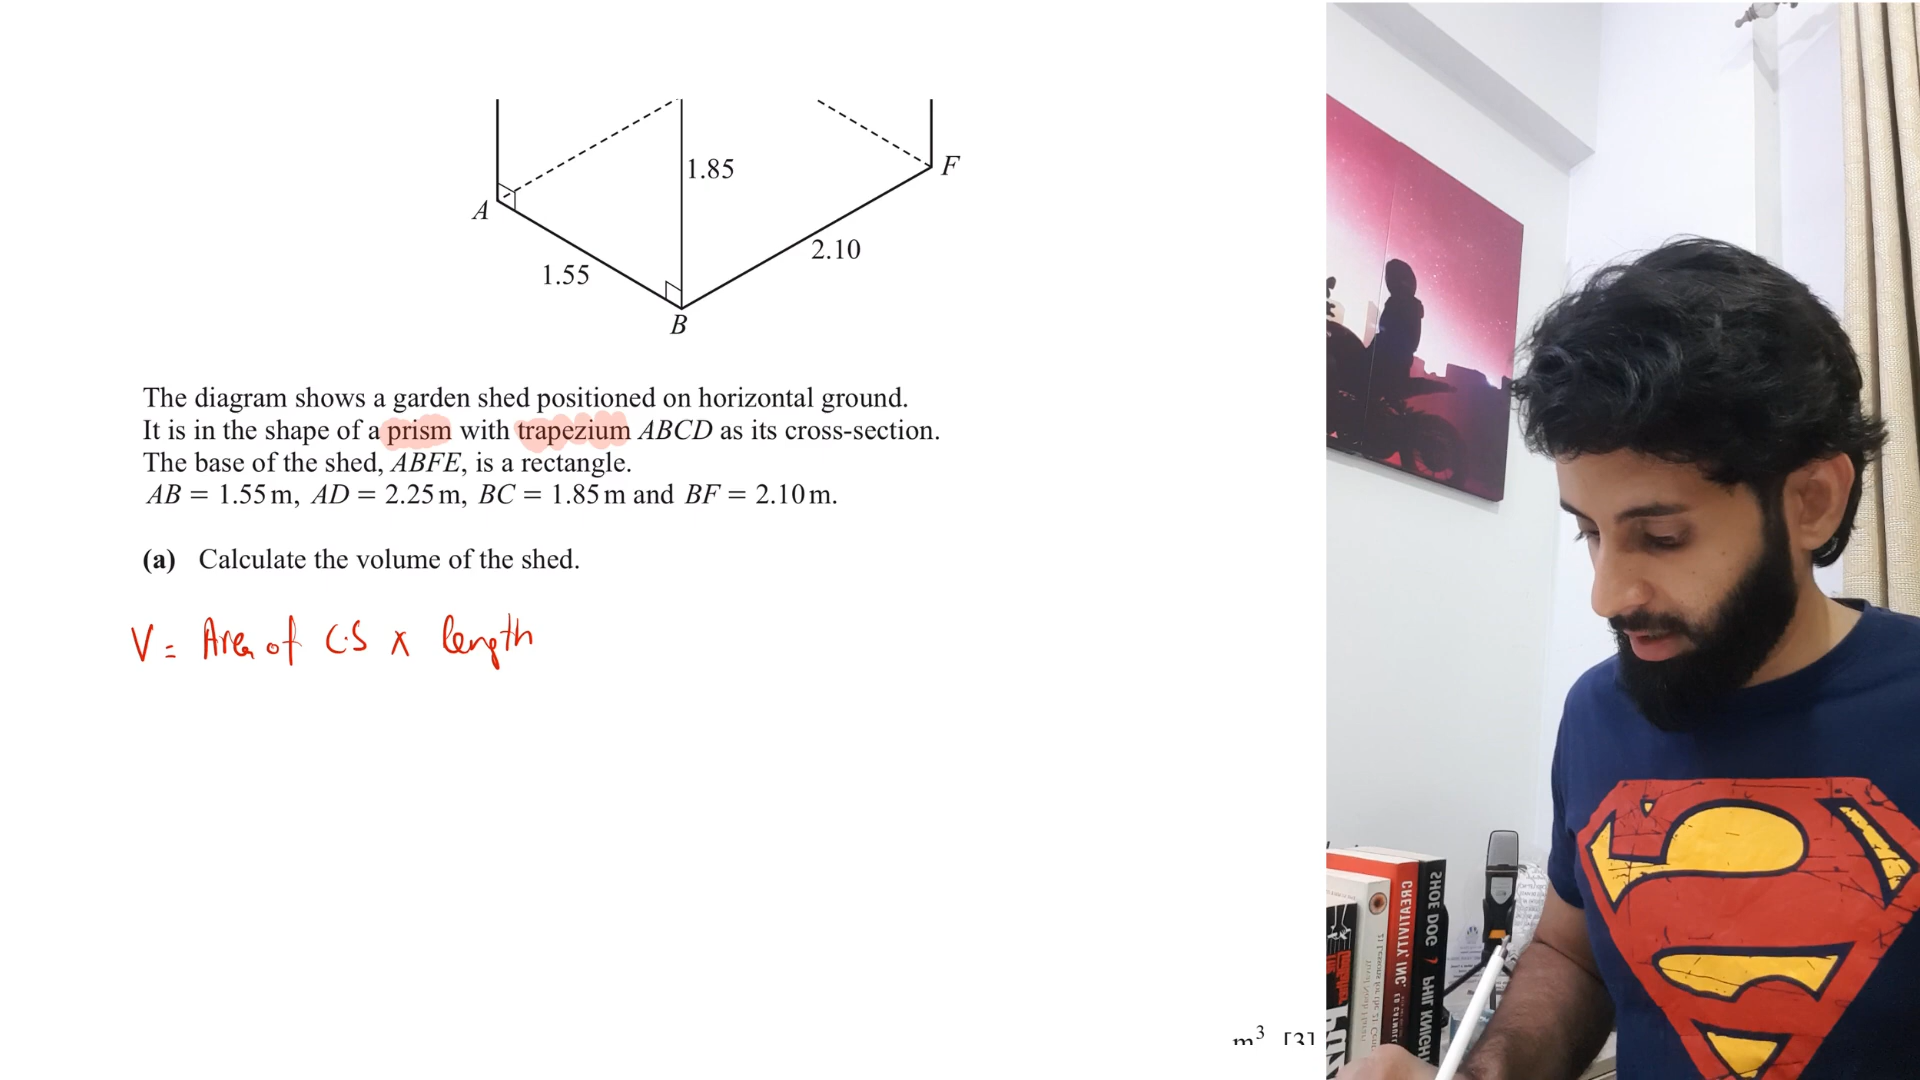 1.85
F
A
2.10
1.55
B
The diagram shows a garden shed positioned on horizontal ground.
It is in the shape of a prism with trapezium ABCD as its cross-section.
The base of the shed, ABFE, is a rectangle.
AB = 1.55 m, AD = 2.25 m, BC = 1.85 m and BF = 2.10 m.
(a) Calculate the volume of the shed.
V = Area of C.S x length
m³ [3]
CREATIVITY, INC.
SHOE DOG
PHIL KNIGH